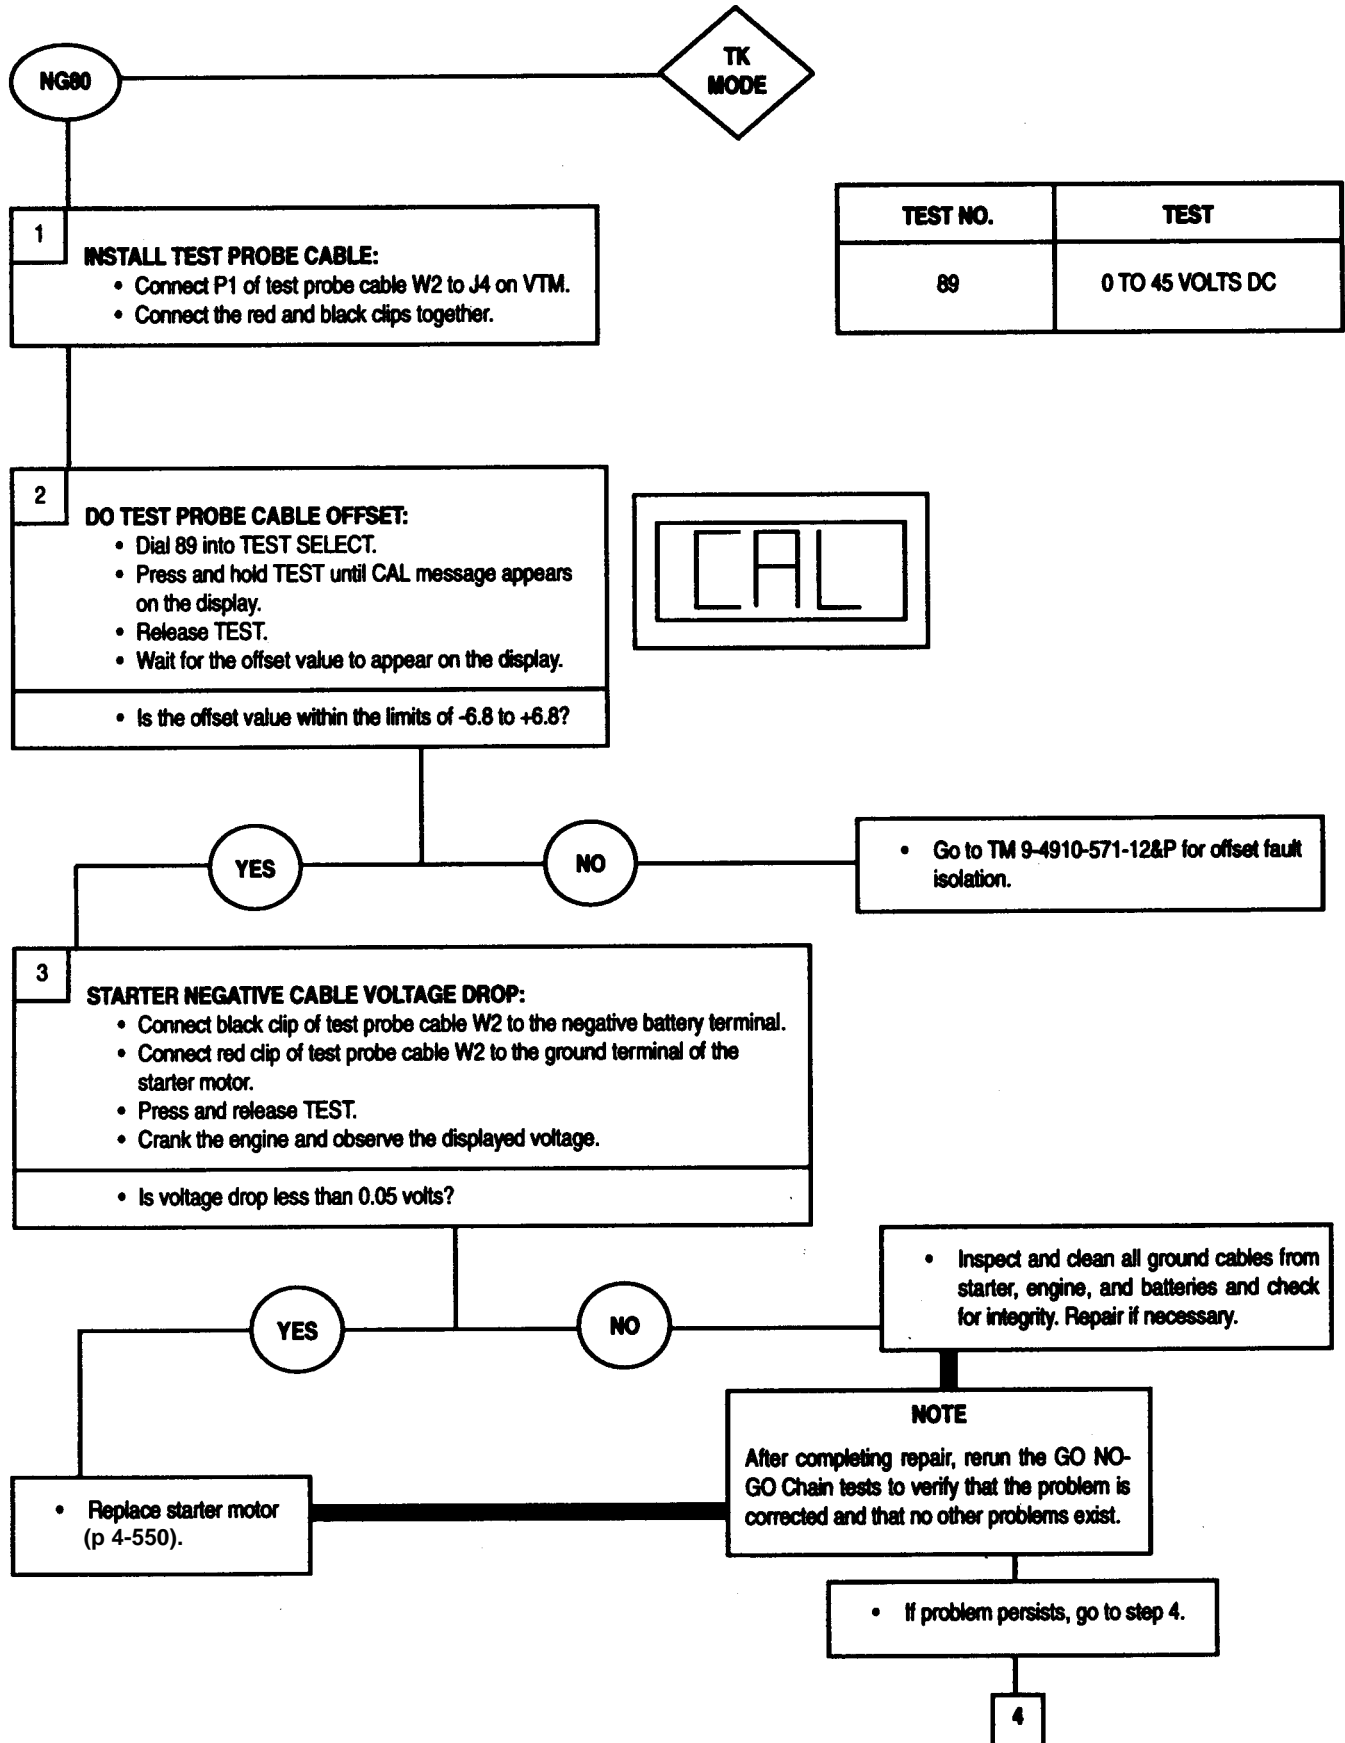 NG80
TK
MODE
1
INSTALL TEST PROBE CABLE:
• Connect P1 of test probe cable W2 to J4 on VTM.
• Connect the red and black clips together.
TEST NO.
TEST
89
0 TO 45 VOLTS DC
2
DO TEST PROBE CABLE OFFSET:
• Dial 89 into TEST SELECT.
• Press and hold TEST until CAL message appears
on the display.
• Release TEST.
• Wait for the offset value to appear on the display.
• Is the offset value within the limits of -6.8 to +6.8?
CAL
YES
NO
• Go to TM 9-4910-571-12&P for offset fault
isolation.
3
STARTER NEGATIVE CABLE VOLTAGE DROP:
• Connect black clip of test probe cable W2 to the negative battery terminal.
• Connect red clip of test probe cable W2 to the ground terminal of the
starter motor.
• Press and release TEST.
• Crank the engine and observe the displayed voltage.
• Is voltage drop less than 0.05 volts?
YES
NO
• Inspect and clean all ground cables from
starter, engine, and batteries and check
for integrity. Repair if necessary.
NOTE
After completing repair, rerun the GO NO-
GO Chain tests to verify that the problem is
corrected and that no other problems exist.
• Replace starter motor
(p 4-550).
• If problem persists, go to step 4.
4